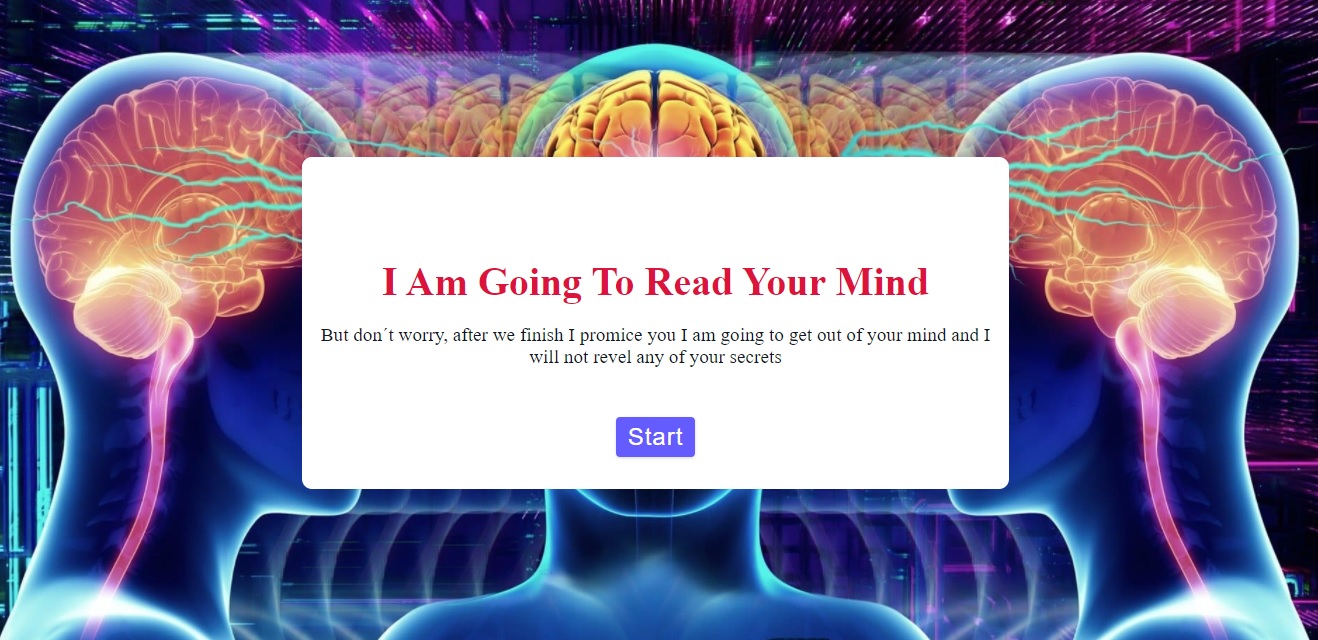 I Am Going To Read Your Mind
But don´t worry, after we finish I promice you I am going to get out of your mind and I
will not revel any of your secrets
Start